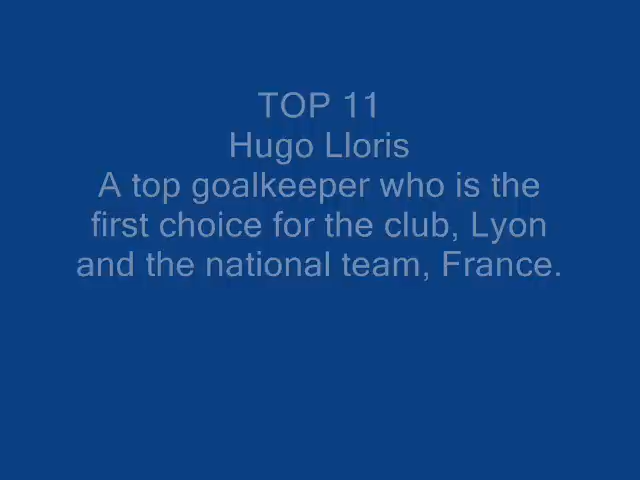 TOP 11
Hugo Lloris
A top goalkeeper who is the
first choice for the club, Lyon
and the national team, France.